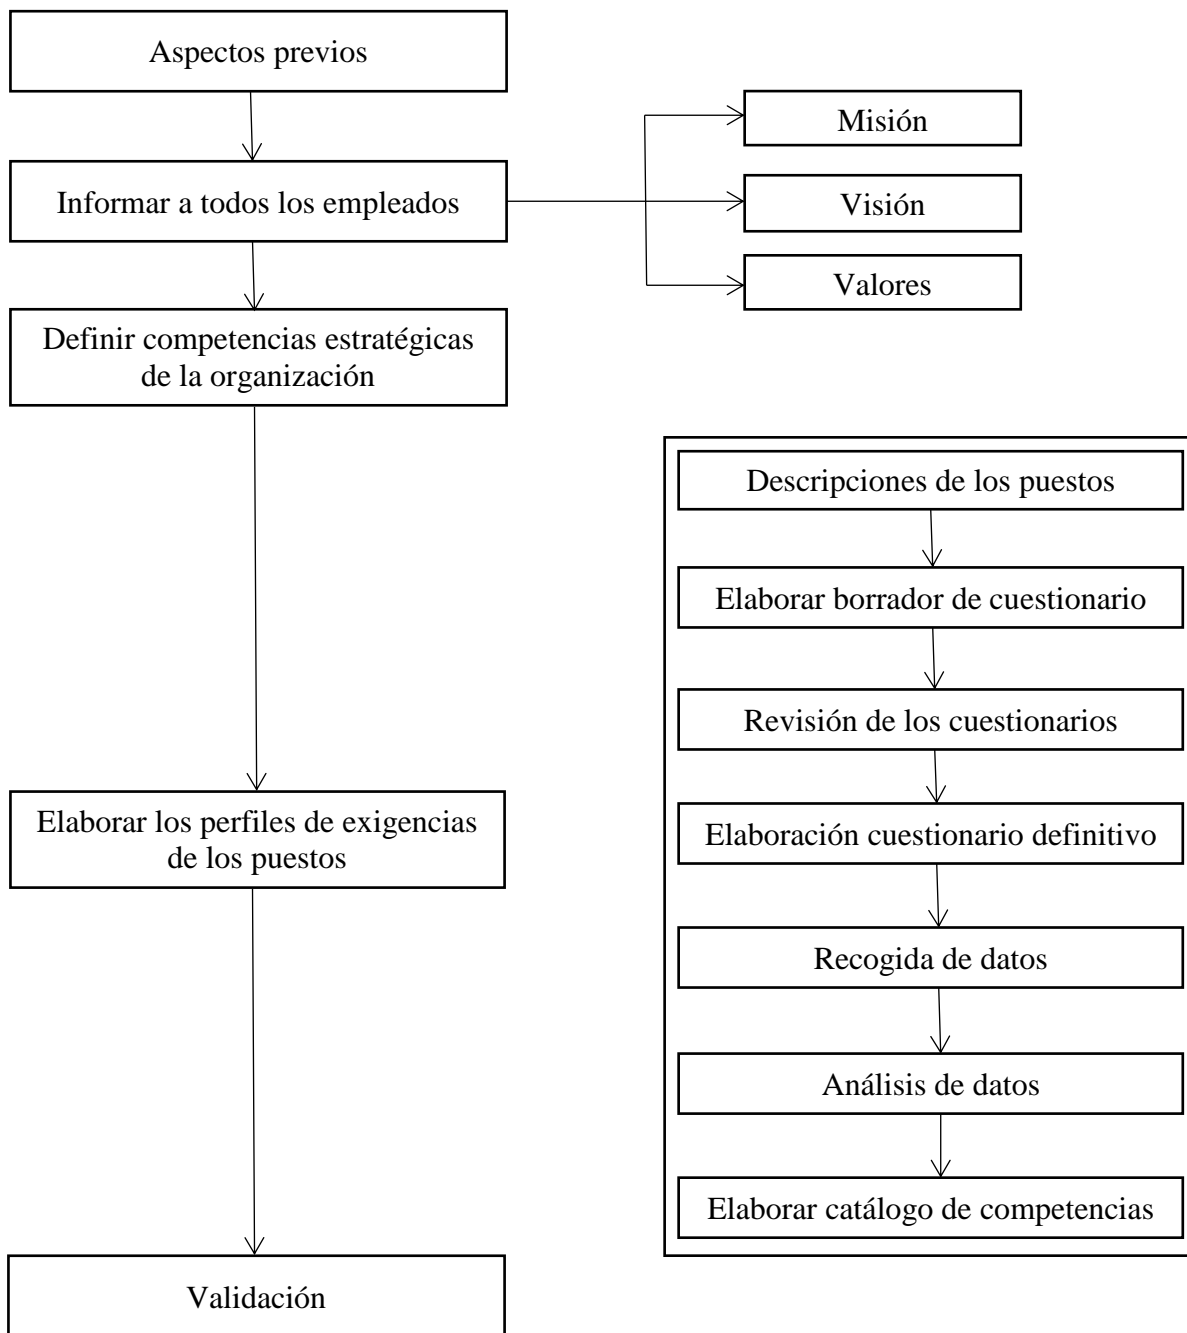 Aspectos previos
Informar a todos los empleados
Misión
Visión
Valores
Definir competencias estratégicas
de la organización
Elaborar los perfiles de exigencias
de los puestos
Validación
Descripciones de los puestos
Elaborar borrador de cuestionario
Revisión de los cuestionarios
Elaboración cuestionario definitivo
Recogida de datos
Análisis de datos
Elaborar catálogo de competencias